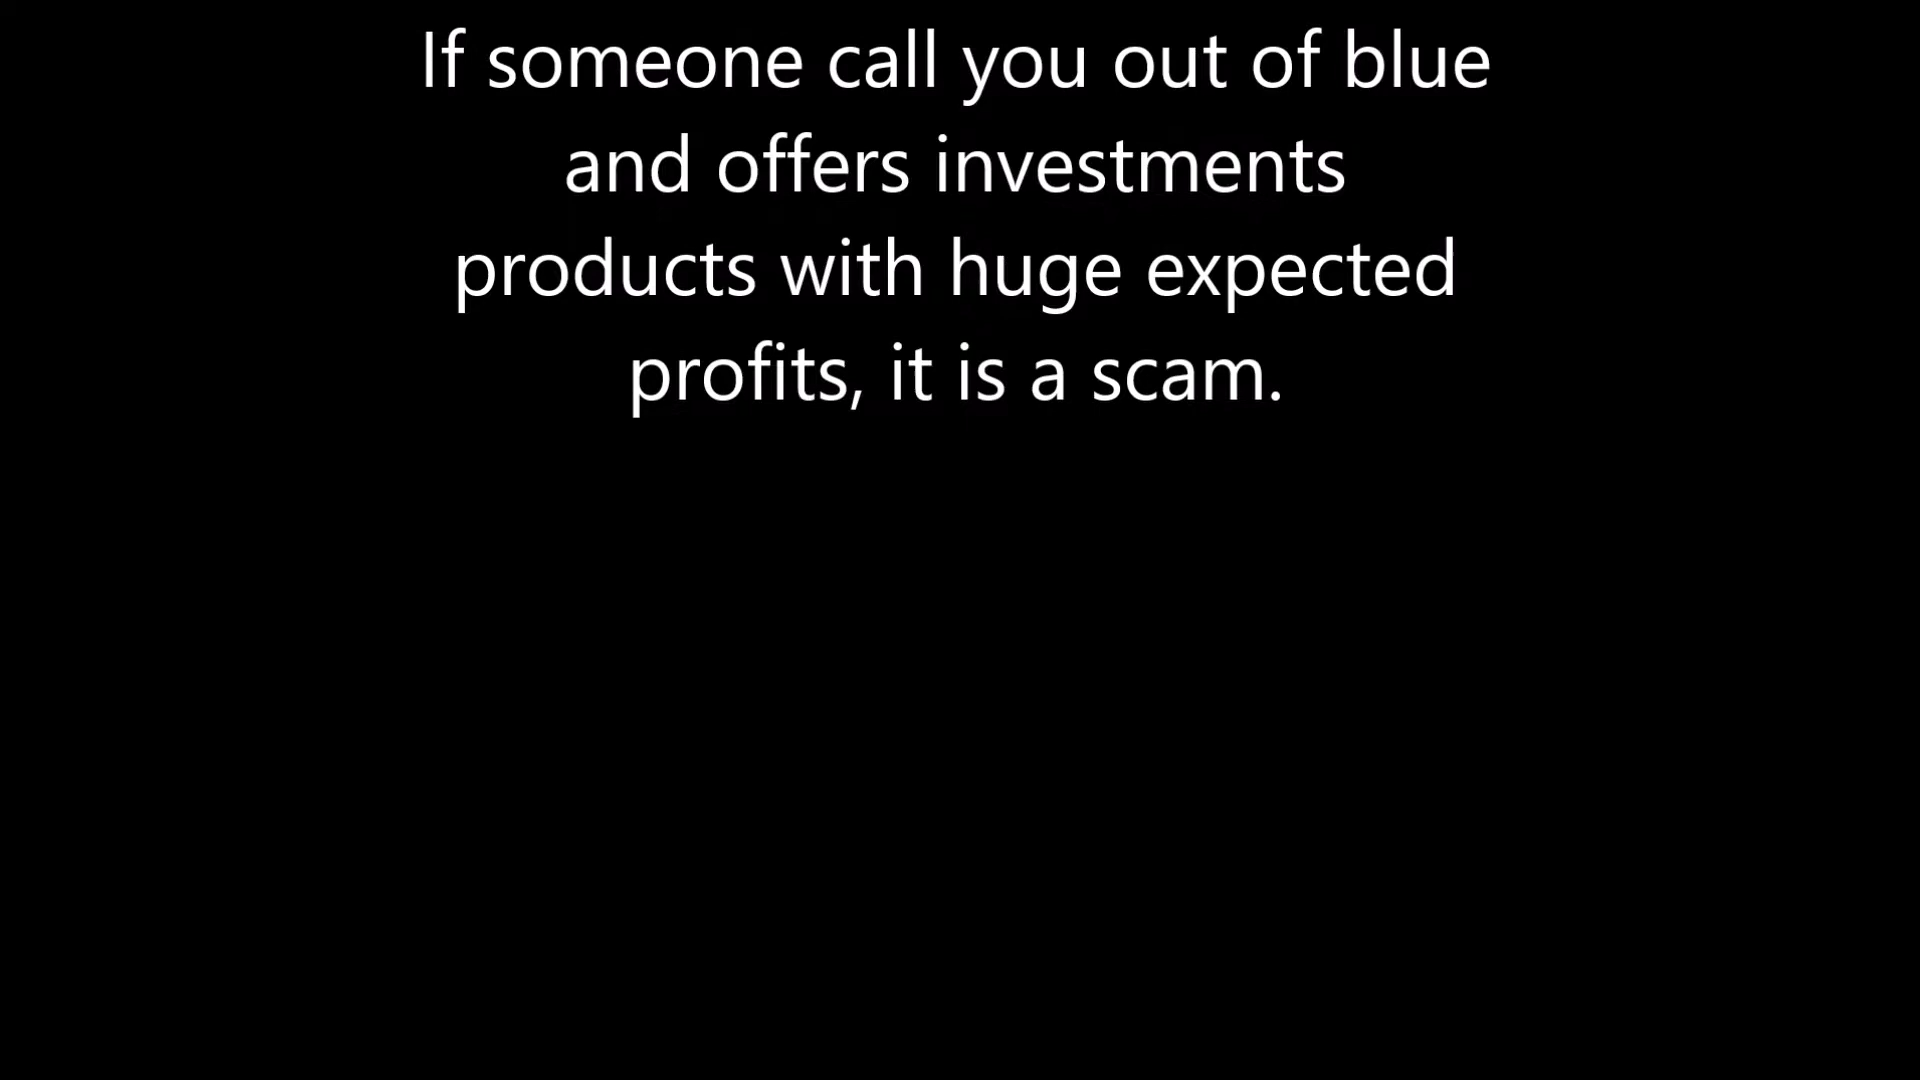 If someone call you out of blue
and offers investments
products with huge expected
profits, it is a scam.